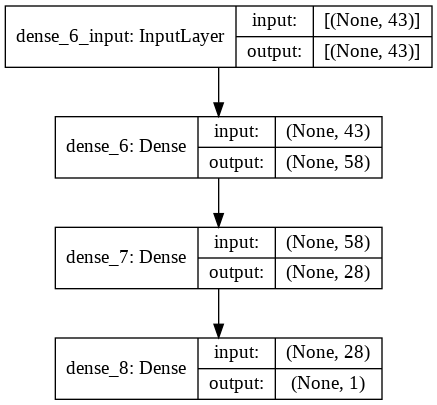 dense_6_input: InputLayer
input: [(None, 43)]
output: [(None, 43)]
dense_6: Dense
input: (None, 43)
output: (None, 58)
dense_7: Dense
input: (None, 58)
output: (None, 28)
dense_8: Dense
input: (None, 28)
output: (None, 1)